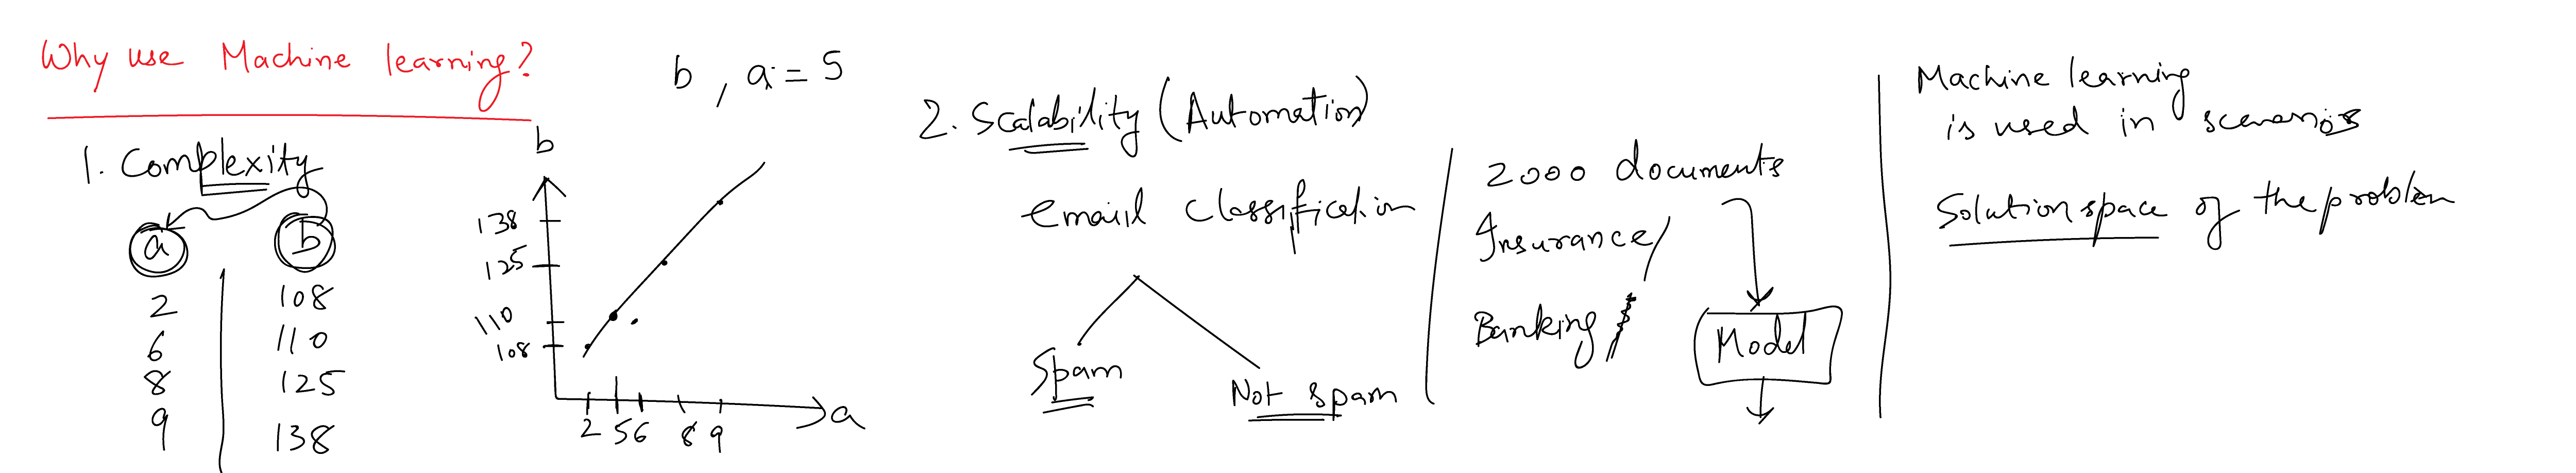 Why use Machine learning?
1. Complexity
a b
2 108
6 110
8 125
9 138
b , a = 5
b
138
125
110
108
2 5 6 8 9
a
2. Scalability (Automation)
emaiil classification
Spam
Not spam
2000 documents
Insurance/
Banking
Model
Machine learning
is used in scenarios
Solution space of the problem